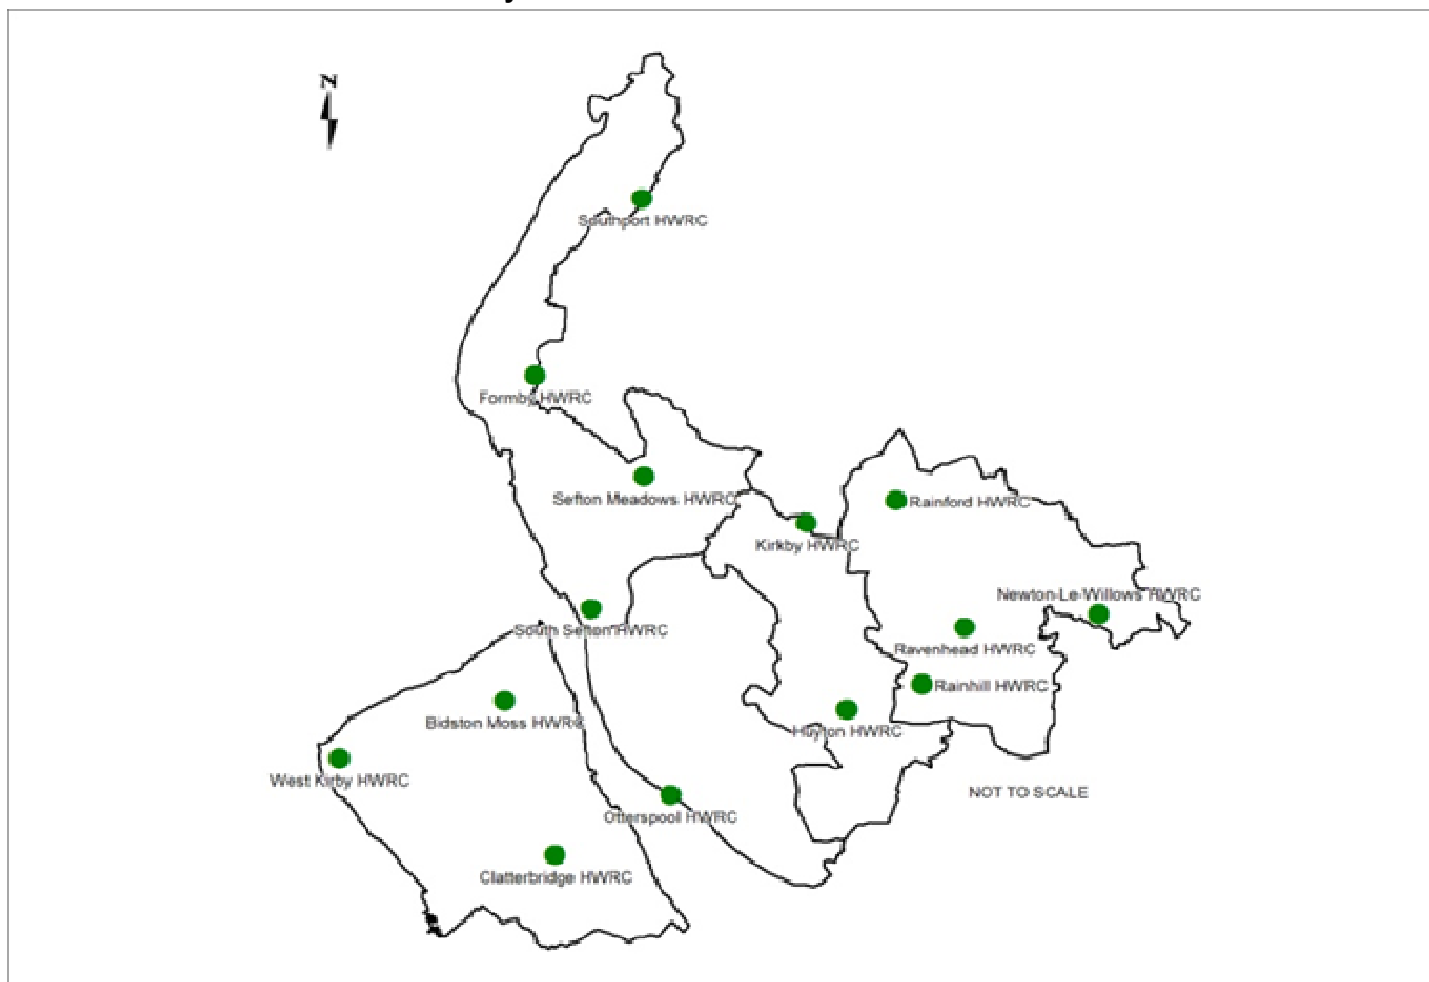 Z
Southport HWRC
Formby HWRC
Sefton Meadows HWRC
Rainford HWRC
Kirkby HWRC
Newton-Le-Willows HWRC
South Sefton HWRC
Ravenhead HWRC
Rainhill HWRC
Bidston Moss HWRC
Huyton HWRC
West Kirby HWRC
NOT TO SCALE
Otterspool HWRC
Clatterbridge HWRC